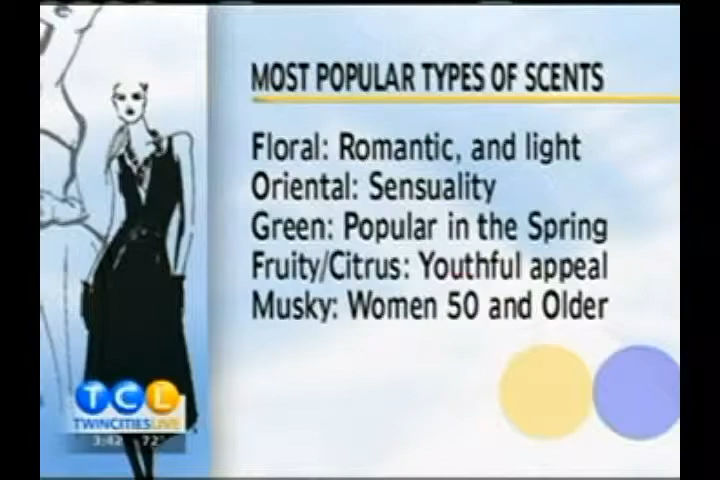 MOST POPULAR TYPES OF SCENTS
Floral: Romantic, and light
Oriental: Sensuality
Green: Popular in the Spring
Fruity/Citrus: Youthful appeal
Musky: Women 50 and Older
TCL
TWINCITIESLIVE
3:42 72°